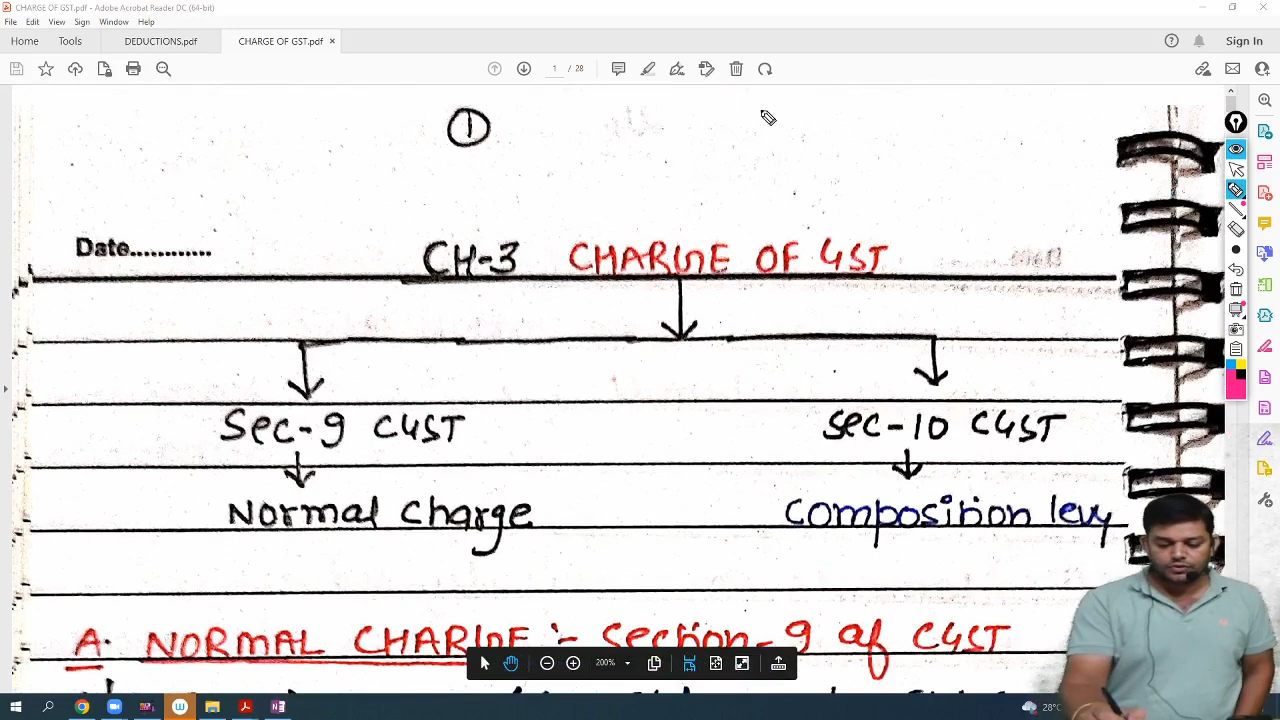 CHARGE OF GST.pdf - Adobe Acrobat Reader DC (64-bit)
File Edit View Sign Window Help
Home Tools DEDUCTIONS.pdf CHARGE OF GST.pdf × Sign In
1 / 28
1
Date............
CH-3 CHARGE OF GST
Sec-9 CGST Sec-10 CGST
Normal Charge Composition levy
A. NORMAL CHARGE :- Section-9 of CGST
200%
28°C